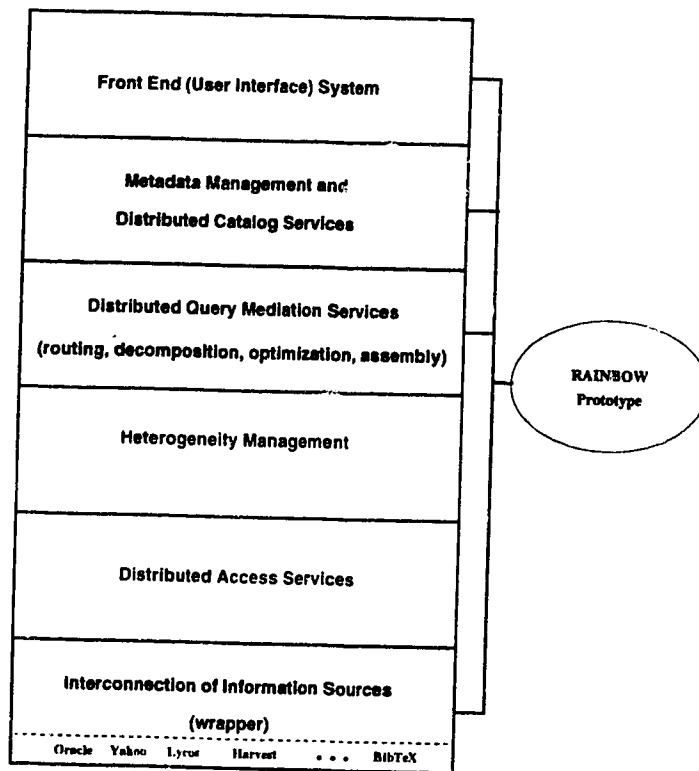 Front End (User Interface) System
Metadata Management and
Distributed Catalog Services
Distributed Query Mediation Services
(routing, decomposition, optimization, assembly)
RAINBOW
Prototype
Heterogeneity Management
Distributed Access Services
Interconnection of Information Sources
(wrapper)
Oracle Yahoo Lycos Harvest • • • BibTeX